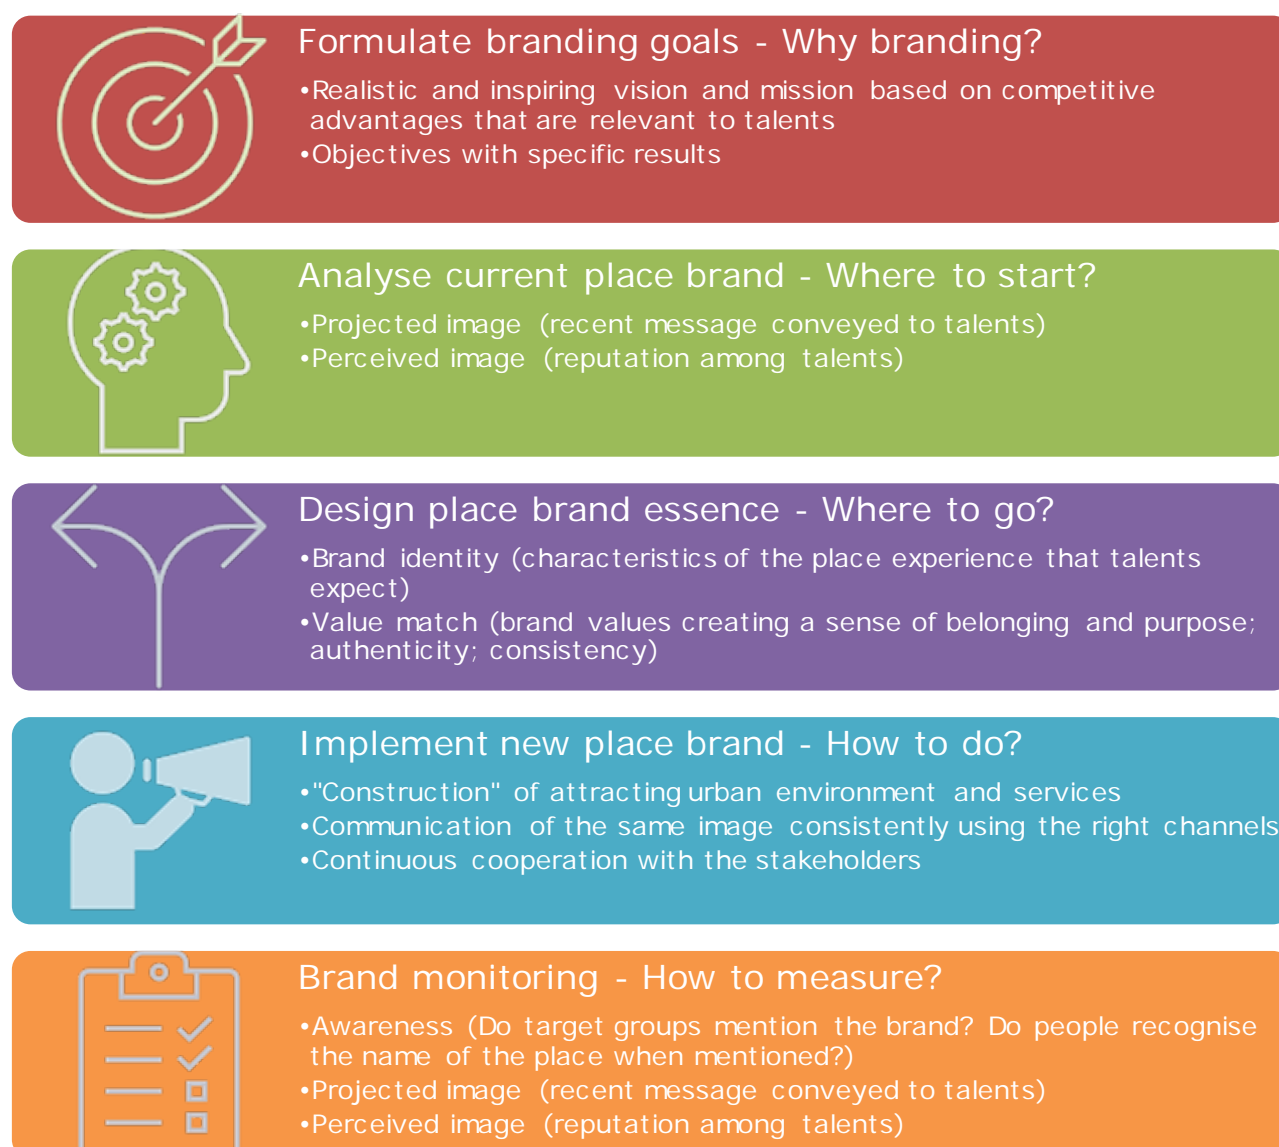 Formulate branding goals - Why branding?
•Realistic and inspiring vision and mission based on competitive
advantages that are relevant to talents
•Objectives with specific results
Analyse current place brand - Where to start?
•Projected image (recent message conveyed to talents)
•Perceived image (reputation among talents)
Design place brand essence - Where to go?
•Brand identity (characteristics of the place experience that talents
expect)
•Value match (brand values creating a sense of belonging and purpose;
authenticity; consistency)
Implement new place brand - How to do?
•"Construction" of attracting urban environment and services
•Communication of the same image consistently using the right channels
•Continuous cooperation with the stakeholders
Brand monitoring - How to measure?
•Awareness (Do target groups mention the brand? Do people recognise
the name of the place when mentioned?)
•Projected image (recent message conveyed to talents)
•Perceived image (reputation among talents)